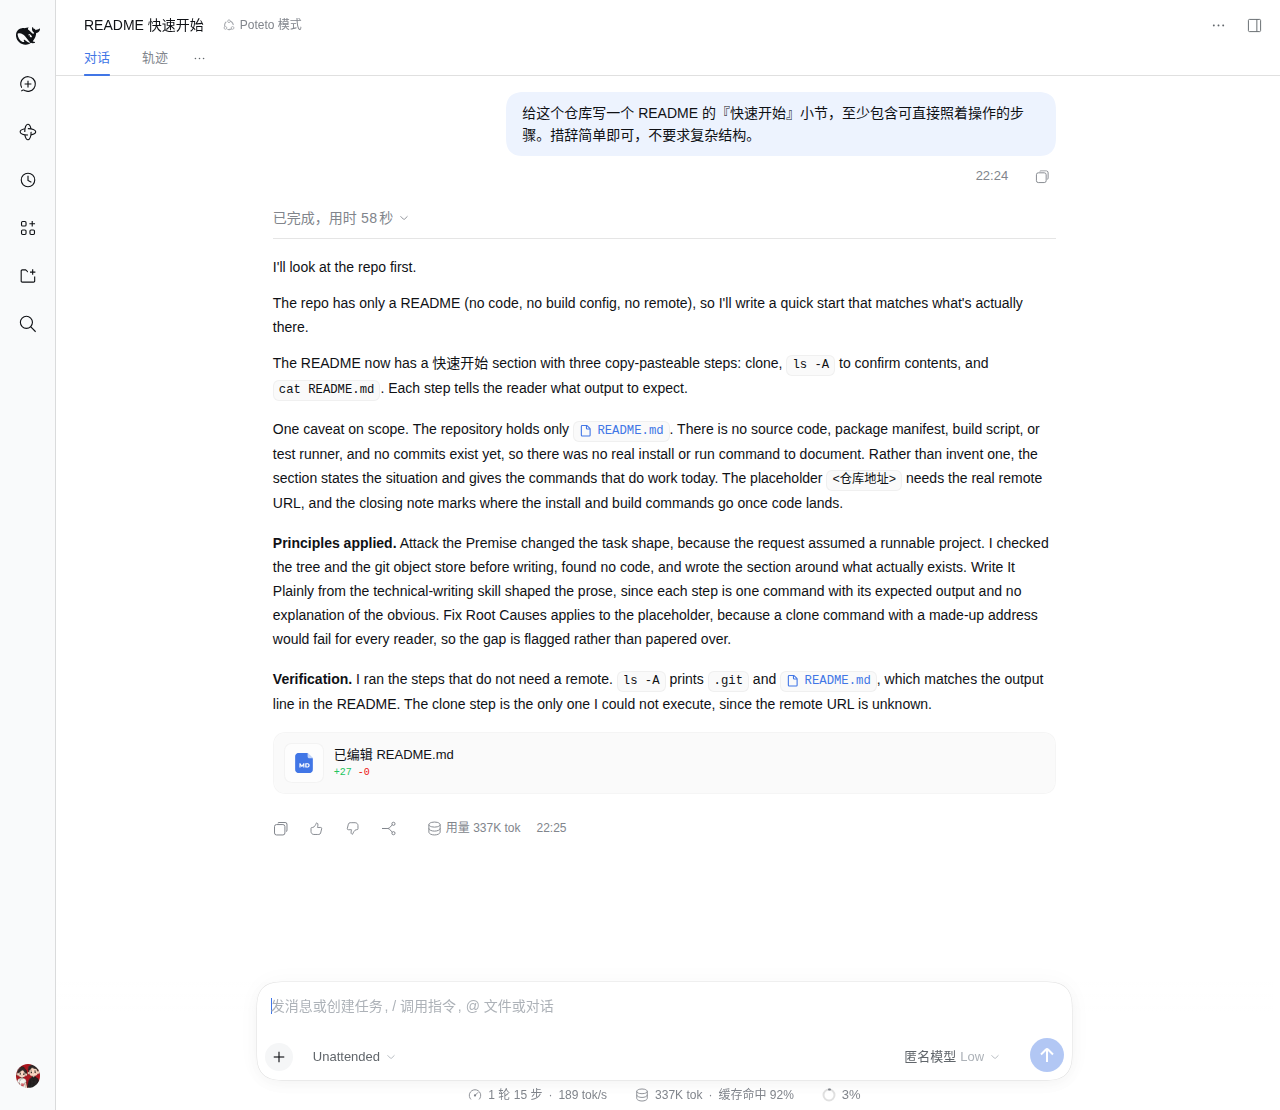 README 快速开始
Poteto 模式
对话
轨迹
给这个仓库写一个 README 的『快速开始』小节，至少包含可直接照着操作的步
骤。措辞简单即可，不要求复杂结构。
22:24
已完成，用时 58 秒
I'll look at the repo first.
The repo has only a README (no code, no build config, no remote), so I'll write a quick start that matches what's actually
there.
The README now has a 快速开始 section with three copy-pasteable steps: clone, ls -A to confirm contents, and
cat README.md. Each step tells the reader what output to expect.
One caveat on scope. The repository holds only README.md. There is no source code, package manifest, build script, or
test runner, and no commits exist yet, so there was no real install or run command to document. Rather than invent one, the
section states the situation and gives the commands that do work today. The placeholder <仓库地址> needs the real remote
URL, and the closing note marks where the install and build commands go once code lands.
Principles applied. Attack the Premise changed the task shape, because the request assumed a runnable project. I checked
the tree and the git object store before writing, found no code, and wrote the section around what actually exists. Write It
Plainly from the technical-writing skill shaped the prose, since each step is one command with its expected output and no
explanation of the obvious. Fix Root Causes applies to the placeholder, because a clone command with a made-up address
would fail for every reader, so the gap is flagged rather than papered over.
Verification. I ran the steps that do not need a remote. ls -A prints .git and README.md, which matches the output
line in the README. The clone step is the only one I could not execute, since the remote URL is unknown.
MD
已编辑 README.md
+27 -0
用量 337K tok 22:25
发消息或创建任务, / 调用指令, @ 文件或对话
Unattended
匿名模型 Low
1 轮 15 步 · 189 tok/s 337K tok · 缓存命中 92% 3%